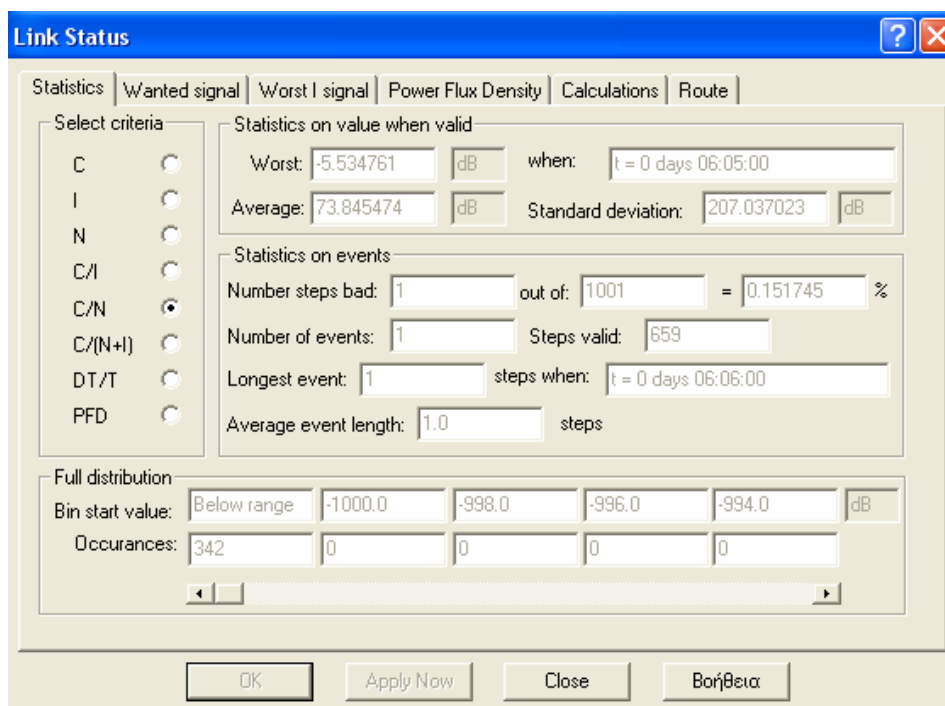 Link Status
Statistics Wanted signal Worst I signal Power Flux Density Calculations Route
Select criteria
C
I
N
C/I
C/N
C/(N+I)
DT/T
PFD
Statistics on value when valid
Worst: -5.534761 dB when: t = 0 days 06:05:00
Average: 73.845474 dB Standard deviation: 207.037023 dB
Statistics on events
Number steps bad: 1 out of: 1001 = 0.151745 %
Number of events: 1 Steps valid: 659
Longest event: 1 steps when: t = 0 days 06:06:00
Average event length: 1.0 steps
Full distribution
Bin start value: Below range -1000.0 -998.0 -996.0 -994.0 dB
Occurances: 342 0 0 0 0
OK Apply Now Close Βοήθεια